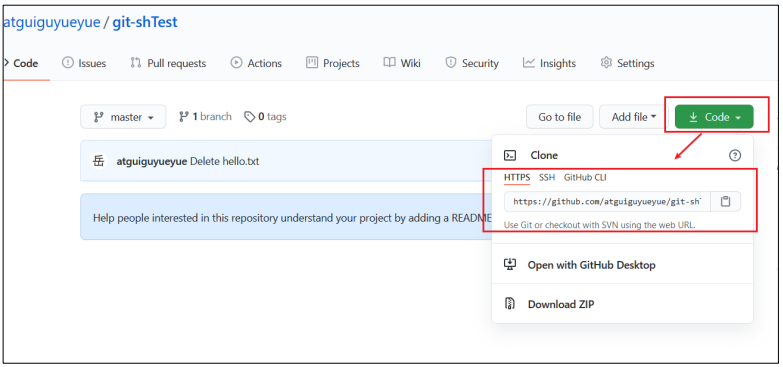 atguiguyueyue / git-shTest
Code Issues Pull requests Actions Projects Wiki Security Insights Settings
master 1 branch 0 tags Go to file Add file Code
岳 atguiguyueyue Delete hello.txt
Help people interested in this repository understand your project by adding a README
Clone
HTTPS SSH GitHub CLI
https://github.com/atguiguyueyue/git-sh
Use Git or checkout with SVN using the web URL.
Open with GitHub Desktop
Download ZIP